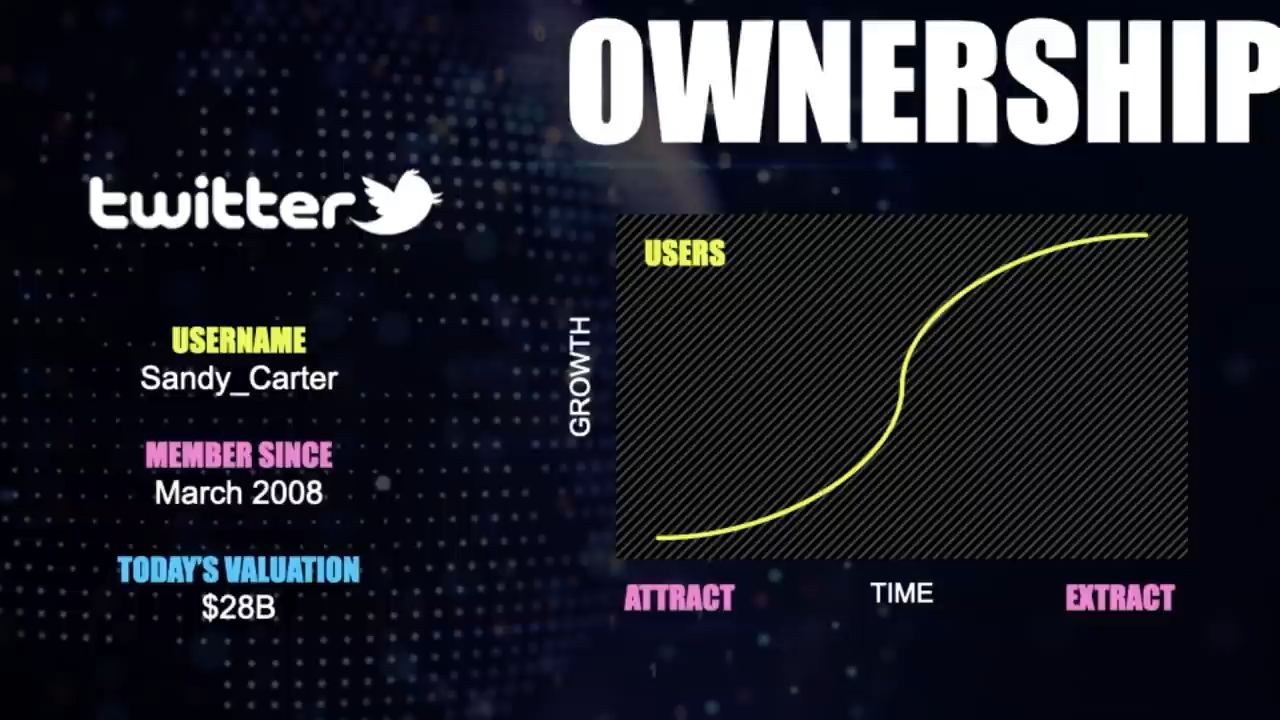 OWNERSHIP
twitter
USERNAME
Sandy_Carter
MEMBER SINCE
March 2008
TODAY'S VALUATION
$28B
USERS
GROWTH
ATTRACT
TIME
EXTRACT